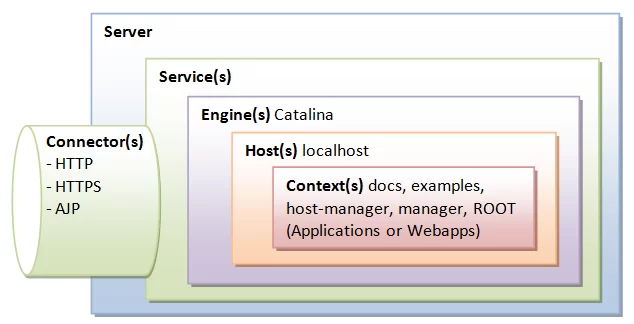 Server
Service(s)
Engine(s) Catalina
Connector(s)
- HTTP
- HTTPS
- AJP
Host(s) localhost
Context(s) docs, examples,
host-manager, manager, ROOT
(Applications or Webapps)